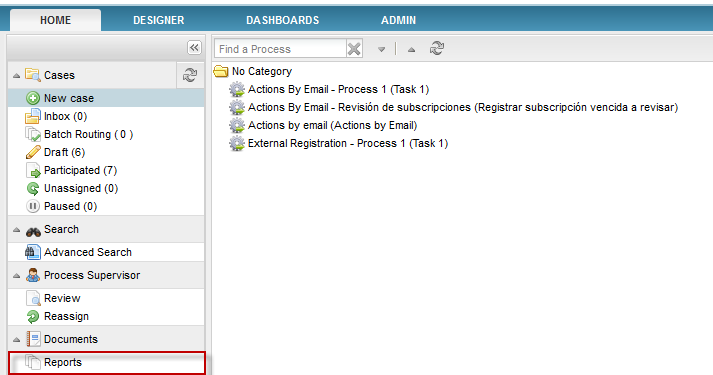 HOME DESIGNER DASHBOARDS ADMIN
Find a Process
Cases
New case
Inbox (0)
Batch Routing ( 0 )
Draft (6)
Participated (7)
Unassigned (0)
Paused (0)
Search
Advanced Search
Process Supervisor
Review
Reassign
Documents
Reports
No Category
Actions By Email - Process 1 (Task 1)
Actions By Email - Revisión de subscripciones (Registrar subscripción vencida a revisar)
Actions by email (Actions by Email)
External Registration - Process 1 (Task 1)